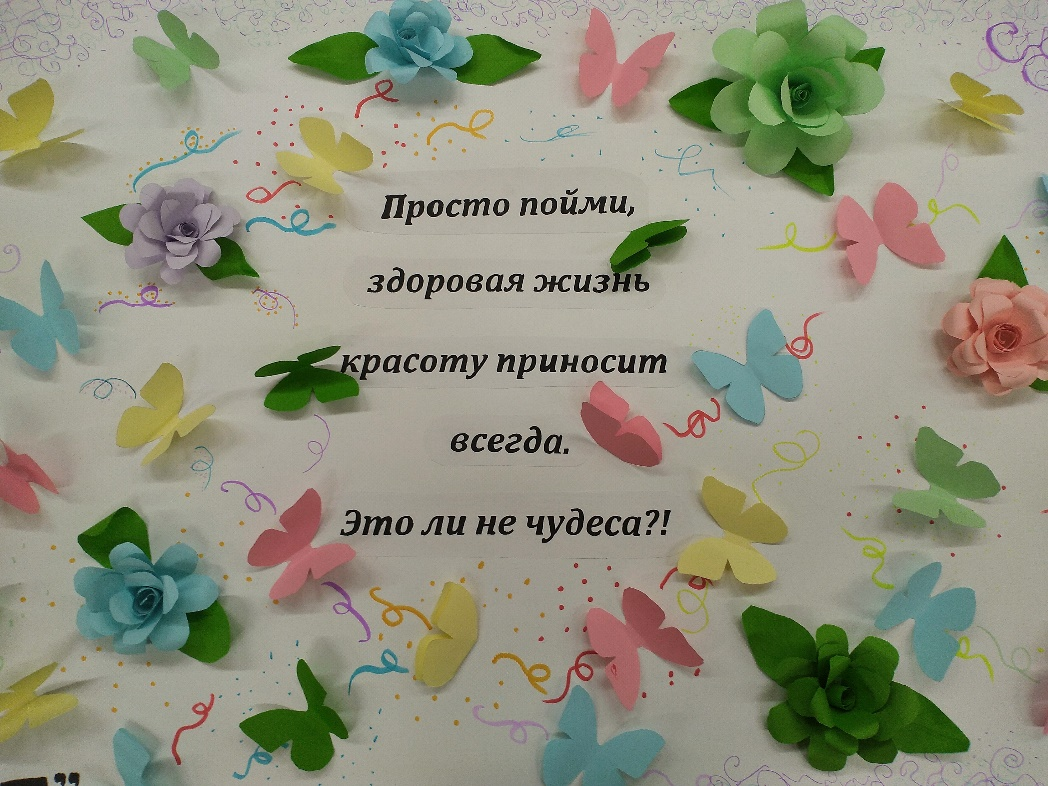 Просто пойми,
здоровая жизнь
красоту приносит
всегда.
Это ли не чудеса?!